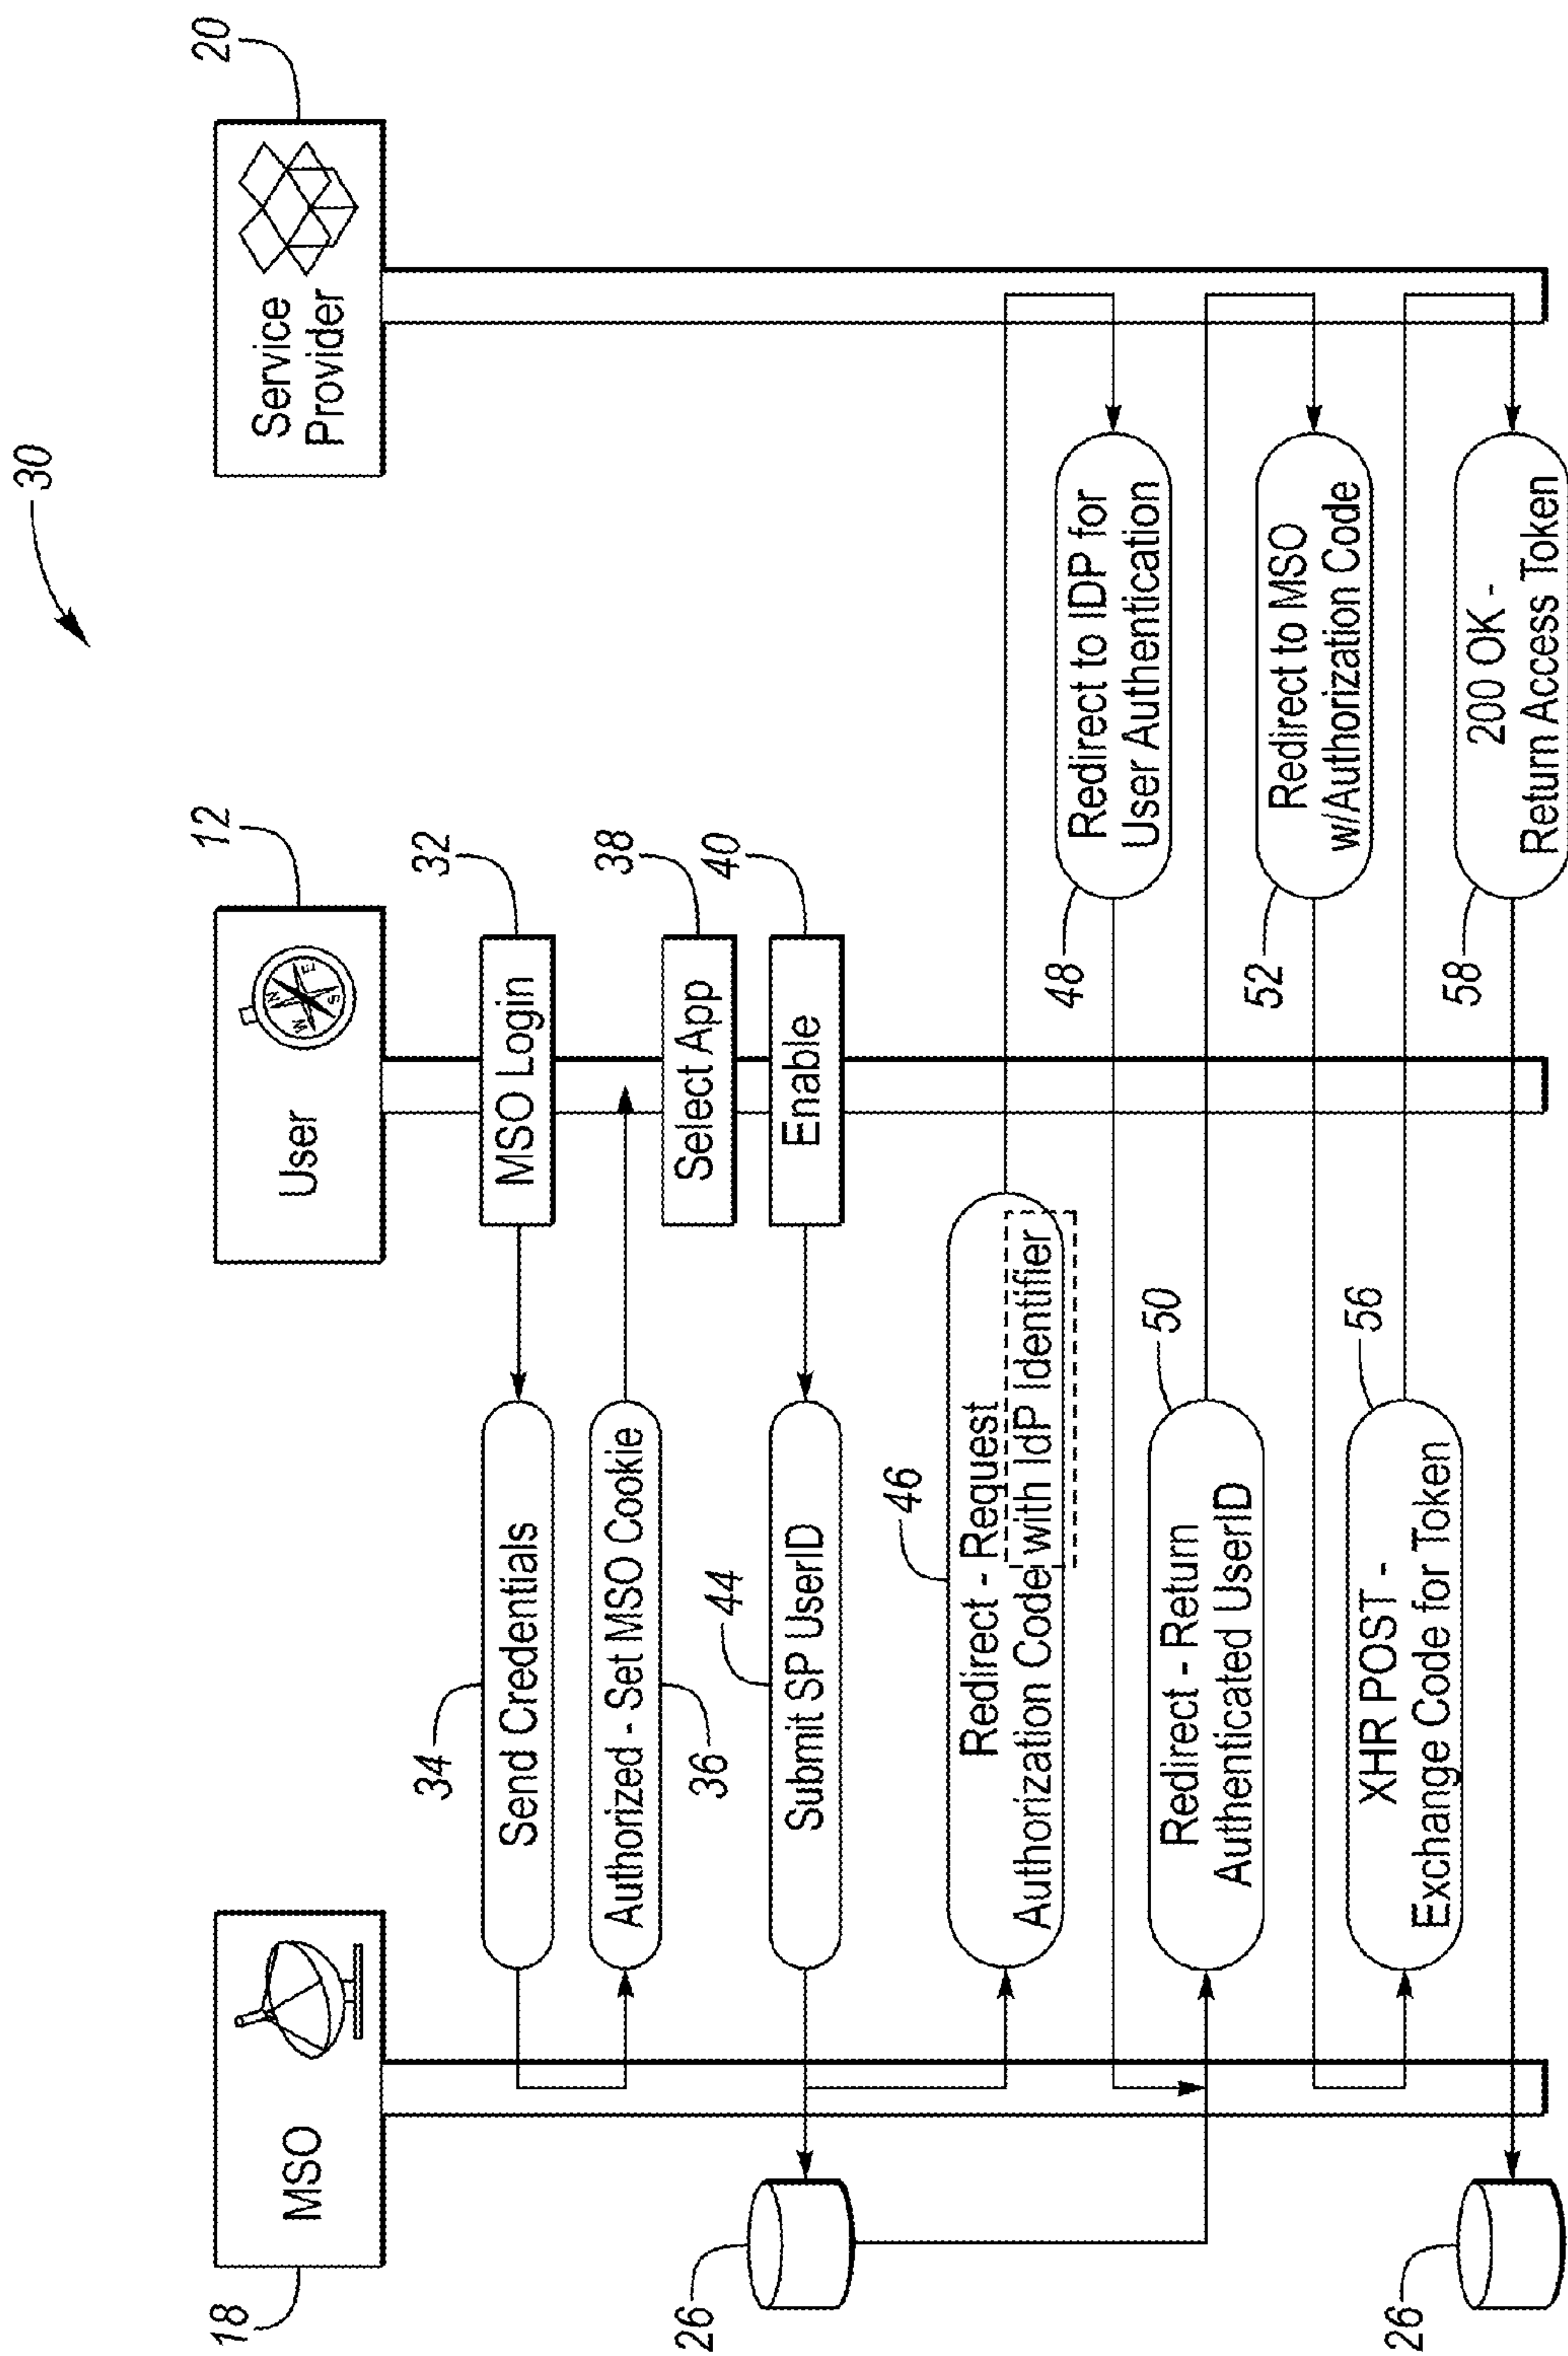 30
18
MSO
12
User
N
E
S
W
20
Service
Provider
MSO Login
32
34
Send Credentials
Authorized - Set MSO Cookie
36
Select App
38
Enable
40
44
Submit SP UserID
26
46
Redirect - Request
Authorization Code with IdP Identifier
48
Redirect to IDP for
User Authentication
50
Redirect - Return
Authenticated UserID
52
Redirect to MSO
w/Authorization Code
56
XHR POST -
Exchange Code for Token
58
200 OK -
Return Access Token
26